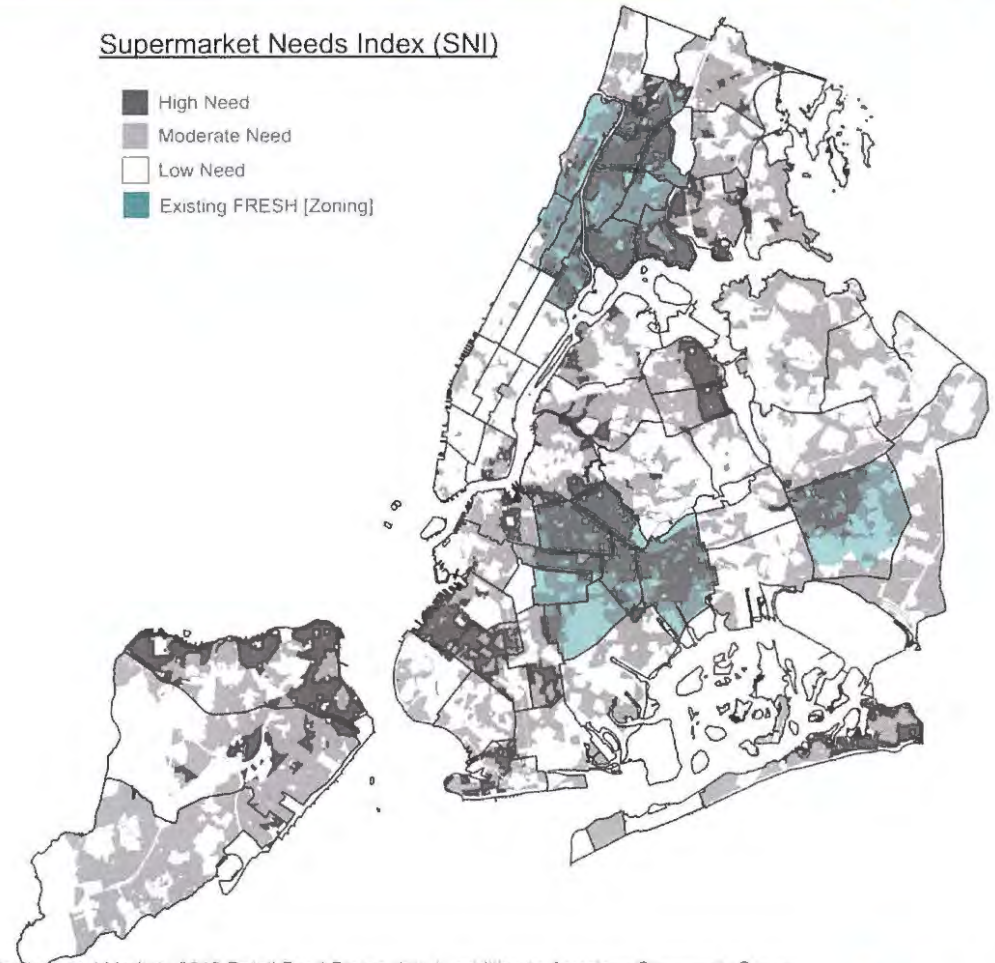 Supermarket Needs Index (SNI)
High Need
Moderate Need
Low Need
Existing FRESH [Zoning]